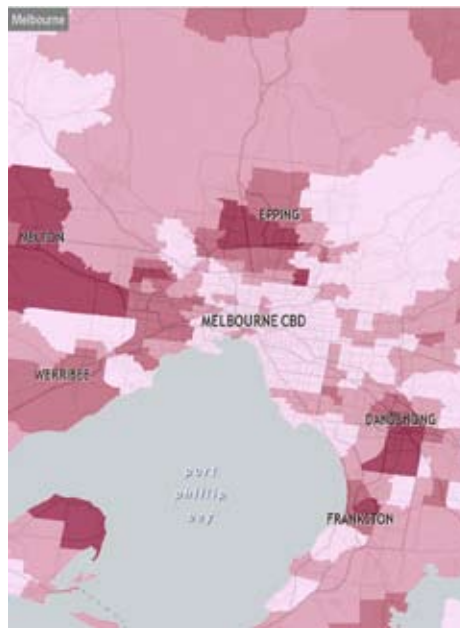 Melbourne
EPPING
MELTON
MELBOURNE CBD
WERRIBEE
DANDENONG
port
phillip
bay
FRANKSTON